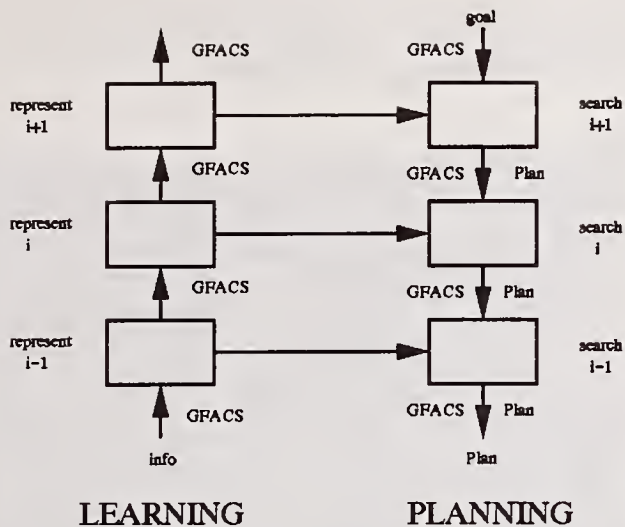 goal
GFACS GFACS
represent i+1 search i+1
GFACS GFACS Plan
represent i search i
GFACS GFACS Plan
represent i-1 search i-1
GFACS GFACS Plan
info Plan
LEARNING PLANNING